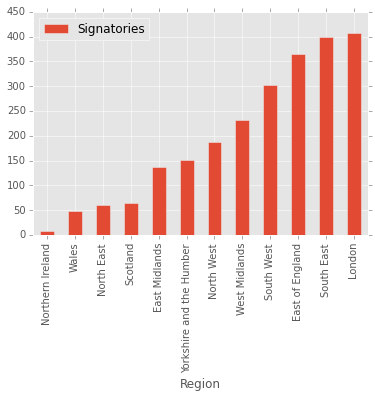 450
400
350
300
250
200
150
100
50
0
Signatories
Northern Ireland
Wales
North East
Scotland
East Midlands
Yorkshire and the Humber
North West
West Midlands
South West
East of England
South East
London
Region